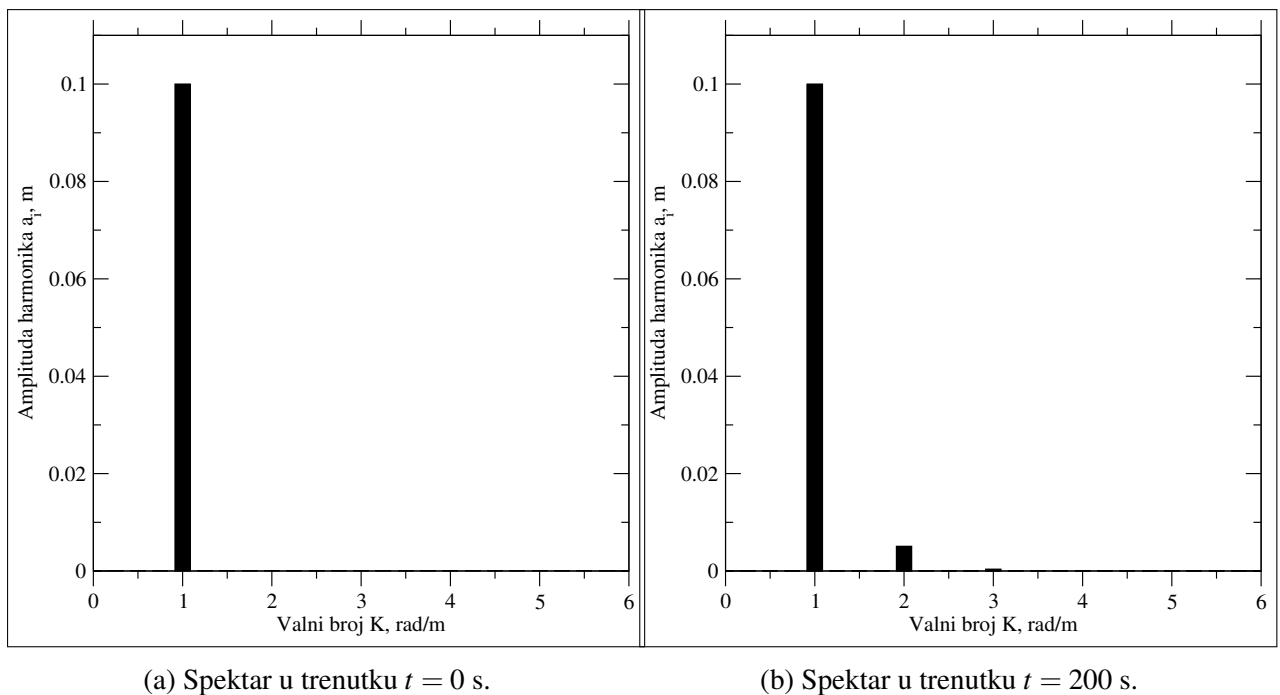 Amplituda harmonika a_i, m
0.1
0.08
0.06
0.04
0.02
0
0 1 2 3 4 5 6
Valni broj K, rad/m
(a) Spektar u trenutku t = 0 s.
Amplituda harmonika a_i, m
0.1
0.08
0.06
0.04
0.02
0
0 1 2 3 4 5 6
Valni broj K, rad/m
(b) Spektar u trenutku t = 200 s.